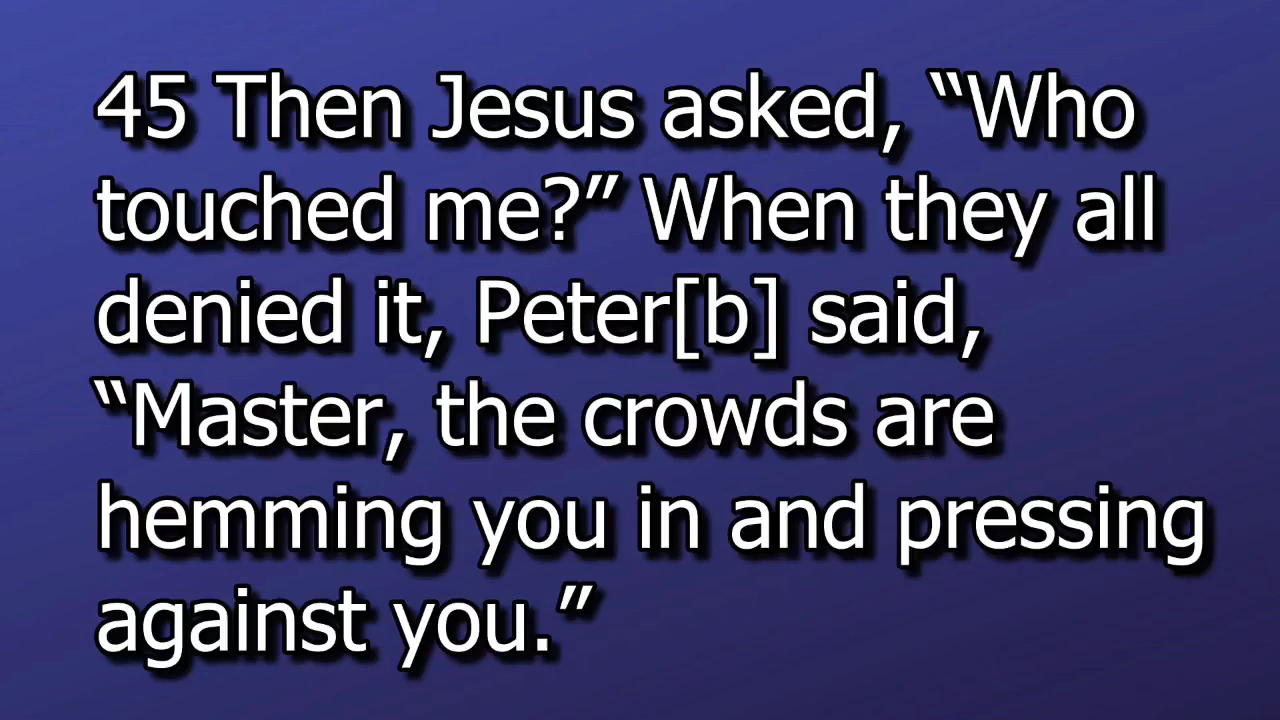 45 Then Jesus asked, “Who
touched me?” When they all
denied it, Peter[b] said,
“Master, the crowds are
hemming you in and pressing
against you.”